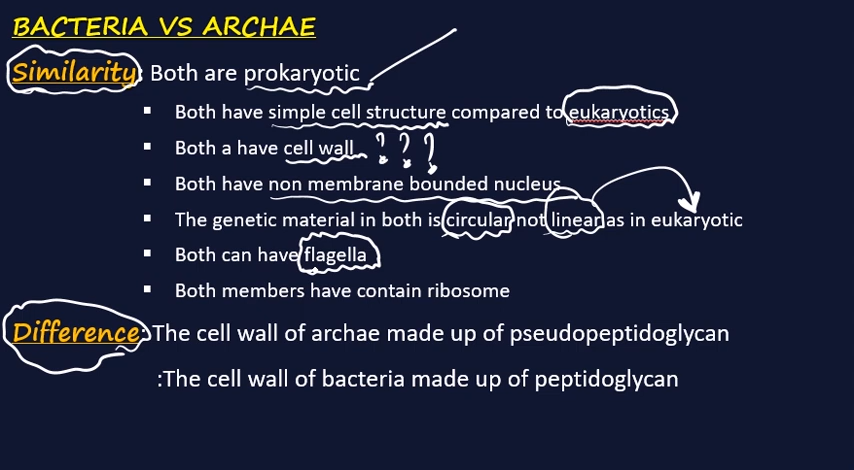 BACTERIA VS ARCHAE
Similarity: Both are prokaryotic
▪ Both have simple cell structure compared to eukaryotics
▪ Both a have cell wall ? ? ?
▪ Both have non membrane bounded nucleus
▪ The genetic material in both is circular not linear as in eukaryotic
▪ Both can have flagella
▪ Both members have contain ribosome
Difference: The cell wall of archae made up of pseudopeptidoglycan
:The cell wall of bacteria made up of peptidoglycan